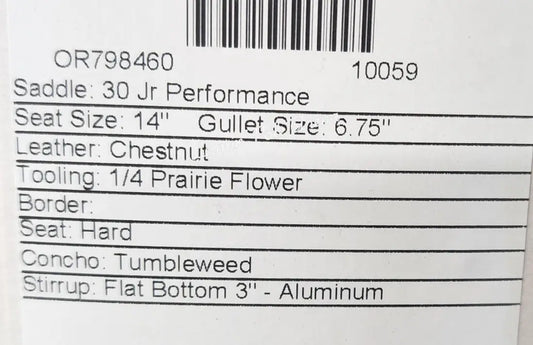 OR798460 10059
Saddle: 30 Jr Performance
Seat Size: 14" Gullet Size: 6.75"
Leather: Chestnut
Tooling: 1/4 Prairie Flower
Border:
Seat: Hard
Concho: Tumbleweed
Stirrup: Flat Bottom 3" - Aluminum